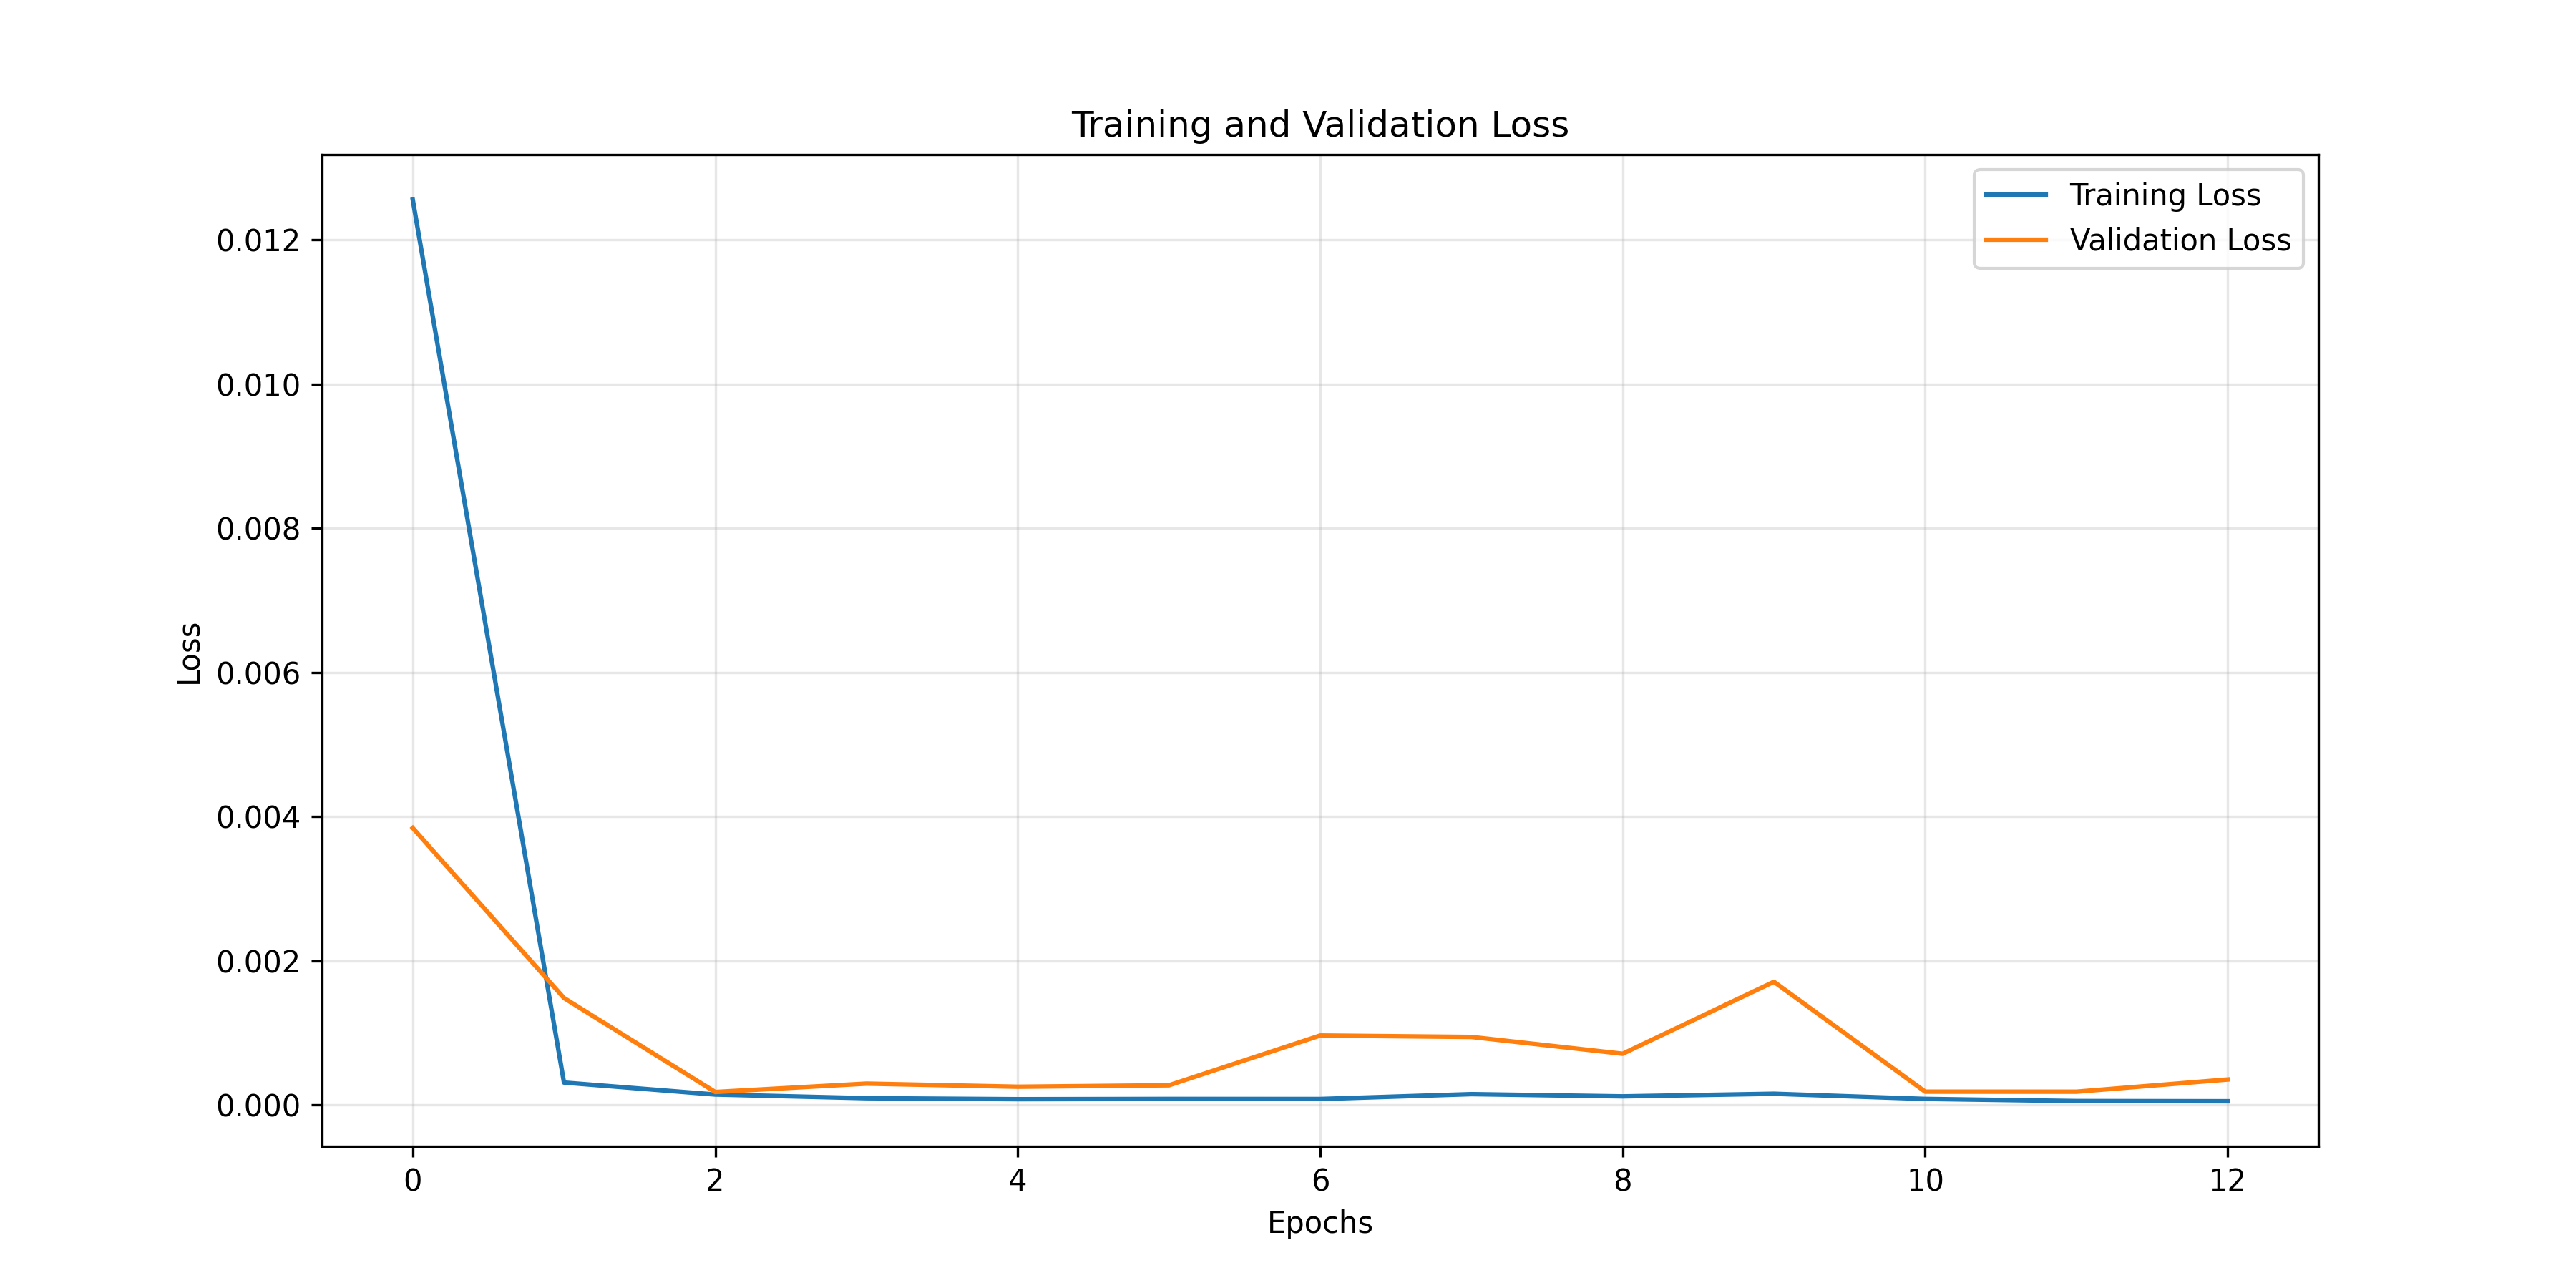 Training and Validation Loss
Training Loss
Validation Loss
0.012
0.010
0.008
0.006
0.004
0.002
0.000
Loss
0 2 4 6 8 10 12
Epochs